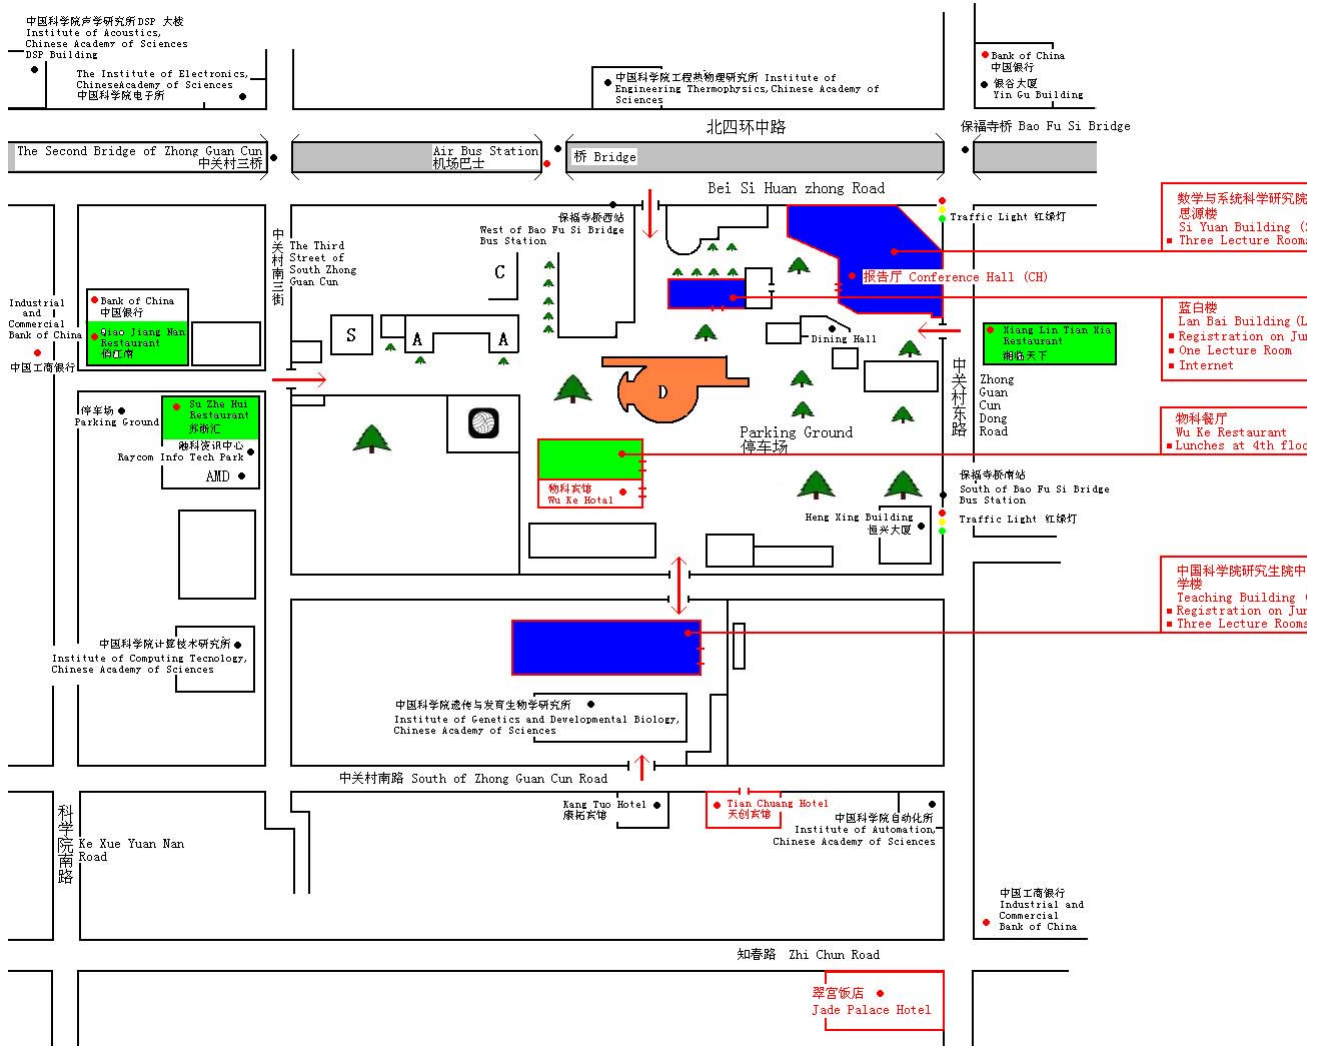 中国科学院声学研究所DSP 大楼
Institute of Acoustics,
Chinese Academy of Sciences
DSP Building
The Institute of Electronics,
ChineseAcademy of Sciences
中国科学院电子所
中国科学院工程热物理研究所 Institute of
Engineering Thermophysics, Chinese Academy of
Sciences
Bank of China
中国银行
银谷大厦
Yin Gu Building
北四环中路
保福寺桥 Bao Fu Si Bridge
The Second Bridge of Zhong Guan Cun
中关村三桥
Air Bus Station
机场巴士
桥 Bridge
Bei Si Huan zhong Road
保福寺桥西站
West of Bao Fu Si Bridge
Bus Station
Traffic Light 红绿灯
数学与系统科学研究院
思源楼
Si Yuan Building (
Three Lecture Room
中关村南三街
The Third
Street of
South Zhong
Guan Cun
C
报告厅 Conference Hall (CH)
Industrial
and
Commercial
Bank of China
中国工商银行
Bank of China
中国银行
Qiao Jiang Nan
Restaurant
俏江南
S
A
A
Dining Hall
Xiang Lin Tian Xia
Restaurant
湘临天下
蓝白楼
Lan Bai Building (L
Registration on Ju
One Lecture Room
Internet
D
中关村东路
Zhong
Guan
Cun
Dong
Road
停车场
Parking Ground
Su Zhe Hui
Restaurant
苏浙汇
融科资讯中心
Raycom Info Tech Park
AMD
Parking Ground
停车场
物科餐厅
Wu Ke Restaurant
Lunches at 4th floo
物科宾馆
Wu Ke Hotal
保福寺桥南站
South of Bao Fu Si Bridge
Bus Station
Heng Xing Building
恒兴大厦
Traffic Light 红绿灯
中国科学院研究生院中
学楼
Teaching Building
Registration on Jun
Three Lecture Rooms
中国科学院计算技术研究所
Institute of Computing Tecnology,
Chinese Academy of Sciences
中国科学院遗传与发育生物学研究所
Institute of Genetics and Developmental Biology,
Chinese Academy of Sciences
中关村南路 South of Zhong Guan Cun Road
Kang Tuo Hotel
康拓宾馆
Tian Chuang Hotel
天创宾馆
中国科学院自动化所
Institute of Automation,
Chinese Academy of Sciences
科学院南路
Ke Xue Yuan Nan
Road
中国工商银行
Industrial and
Commercial
Bank of China
知春路 Zhi Chun Road
翠宫饭店
Jade Palace Hotel